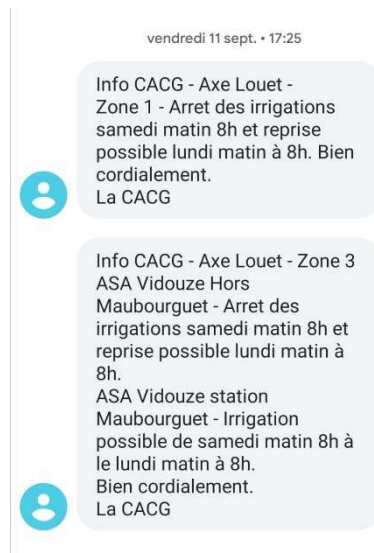 vendredi 11 sept. • 17:25
Info CACG - Axe Louet -
Zone 1 - Arret des irrigations
samedi matin 8h et reprise
possible lundi matin à 8h. Bien
cordialement.
La CACG
Info CACG - Axe Louet - Zone 3
ASA Vidouze Hors
Maubourguet - Arret des
irrigations samedi matin 8h et
reprise possible lundi matin à
8h.
ASA Vidouze station
Maubourguet - Irrigation
possible de samedi matin 8h à
le lundi matin à 8h.
Bien cordialement.
La CACG